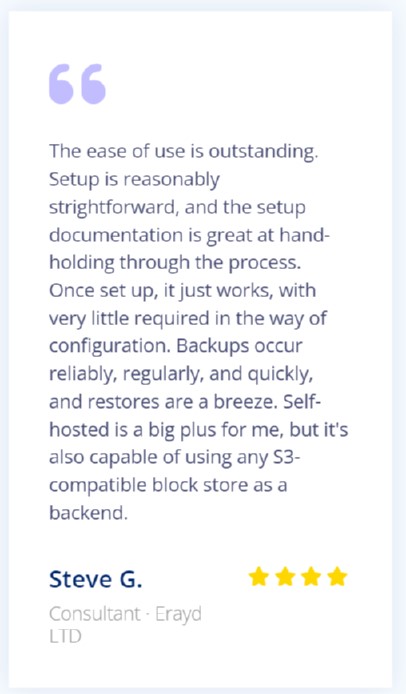 The ease of use is outstanding.
Setup is reasonably
strightforward, and the setup
documentation is great at hand-
holding through the process.
Once set up, it just works, with
very little required in the way of
configuration. Backups occur
reliably, regularly, and quickly,
and restores are a breeze. Self-
hosted is a big plus for me, but it's
also capable of using any S3-
compatible block store as a
backend.
Steve G.
Consultant · Erayd
LTD